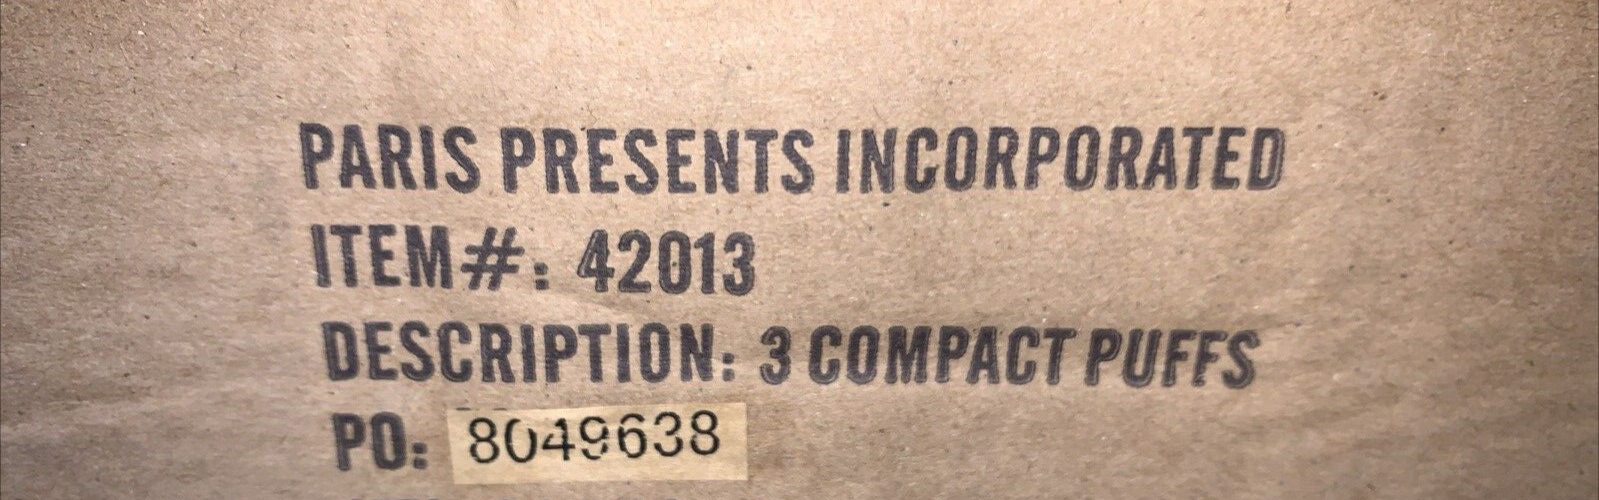 PARIS PRESENTS INCORPORATED
ITEM#: 42013
DESCRIPTION: 3 COMPACT PUFFS
PO: 8049638